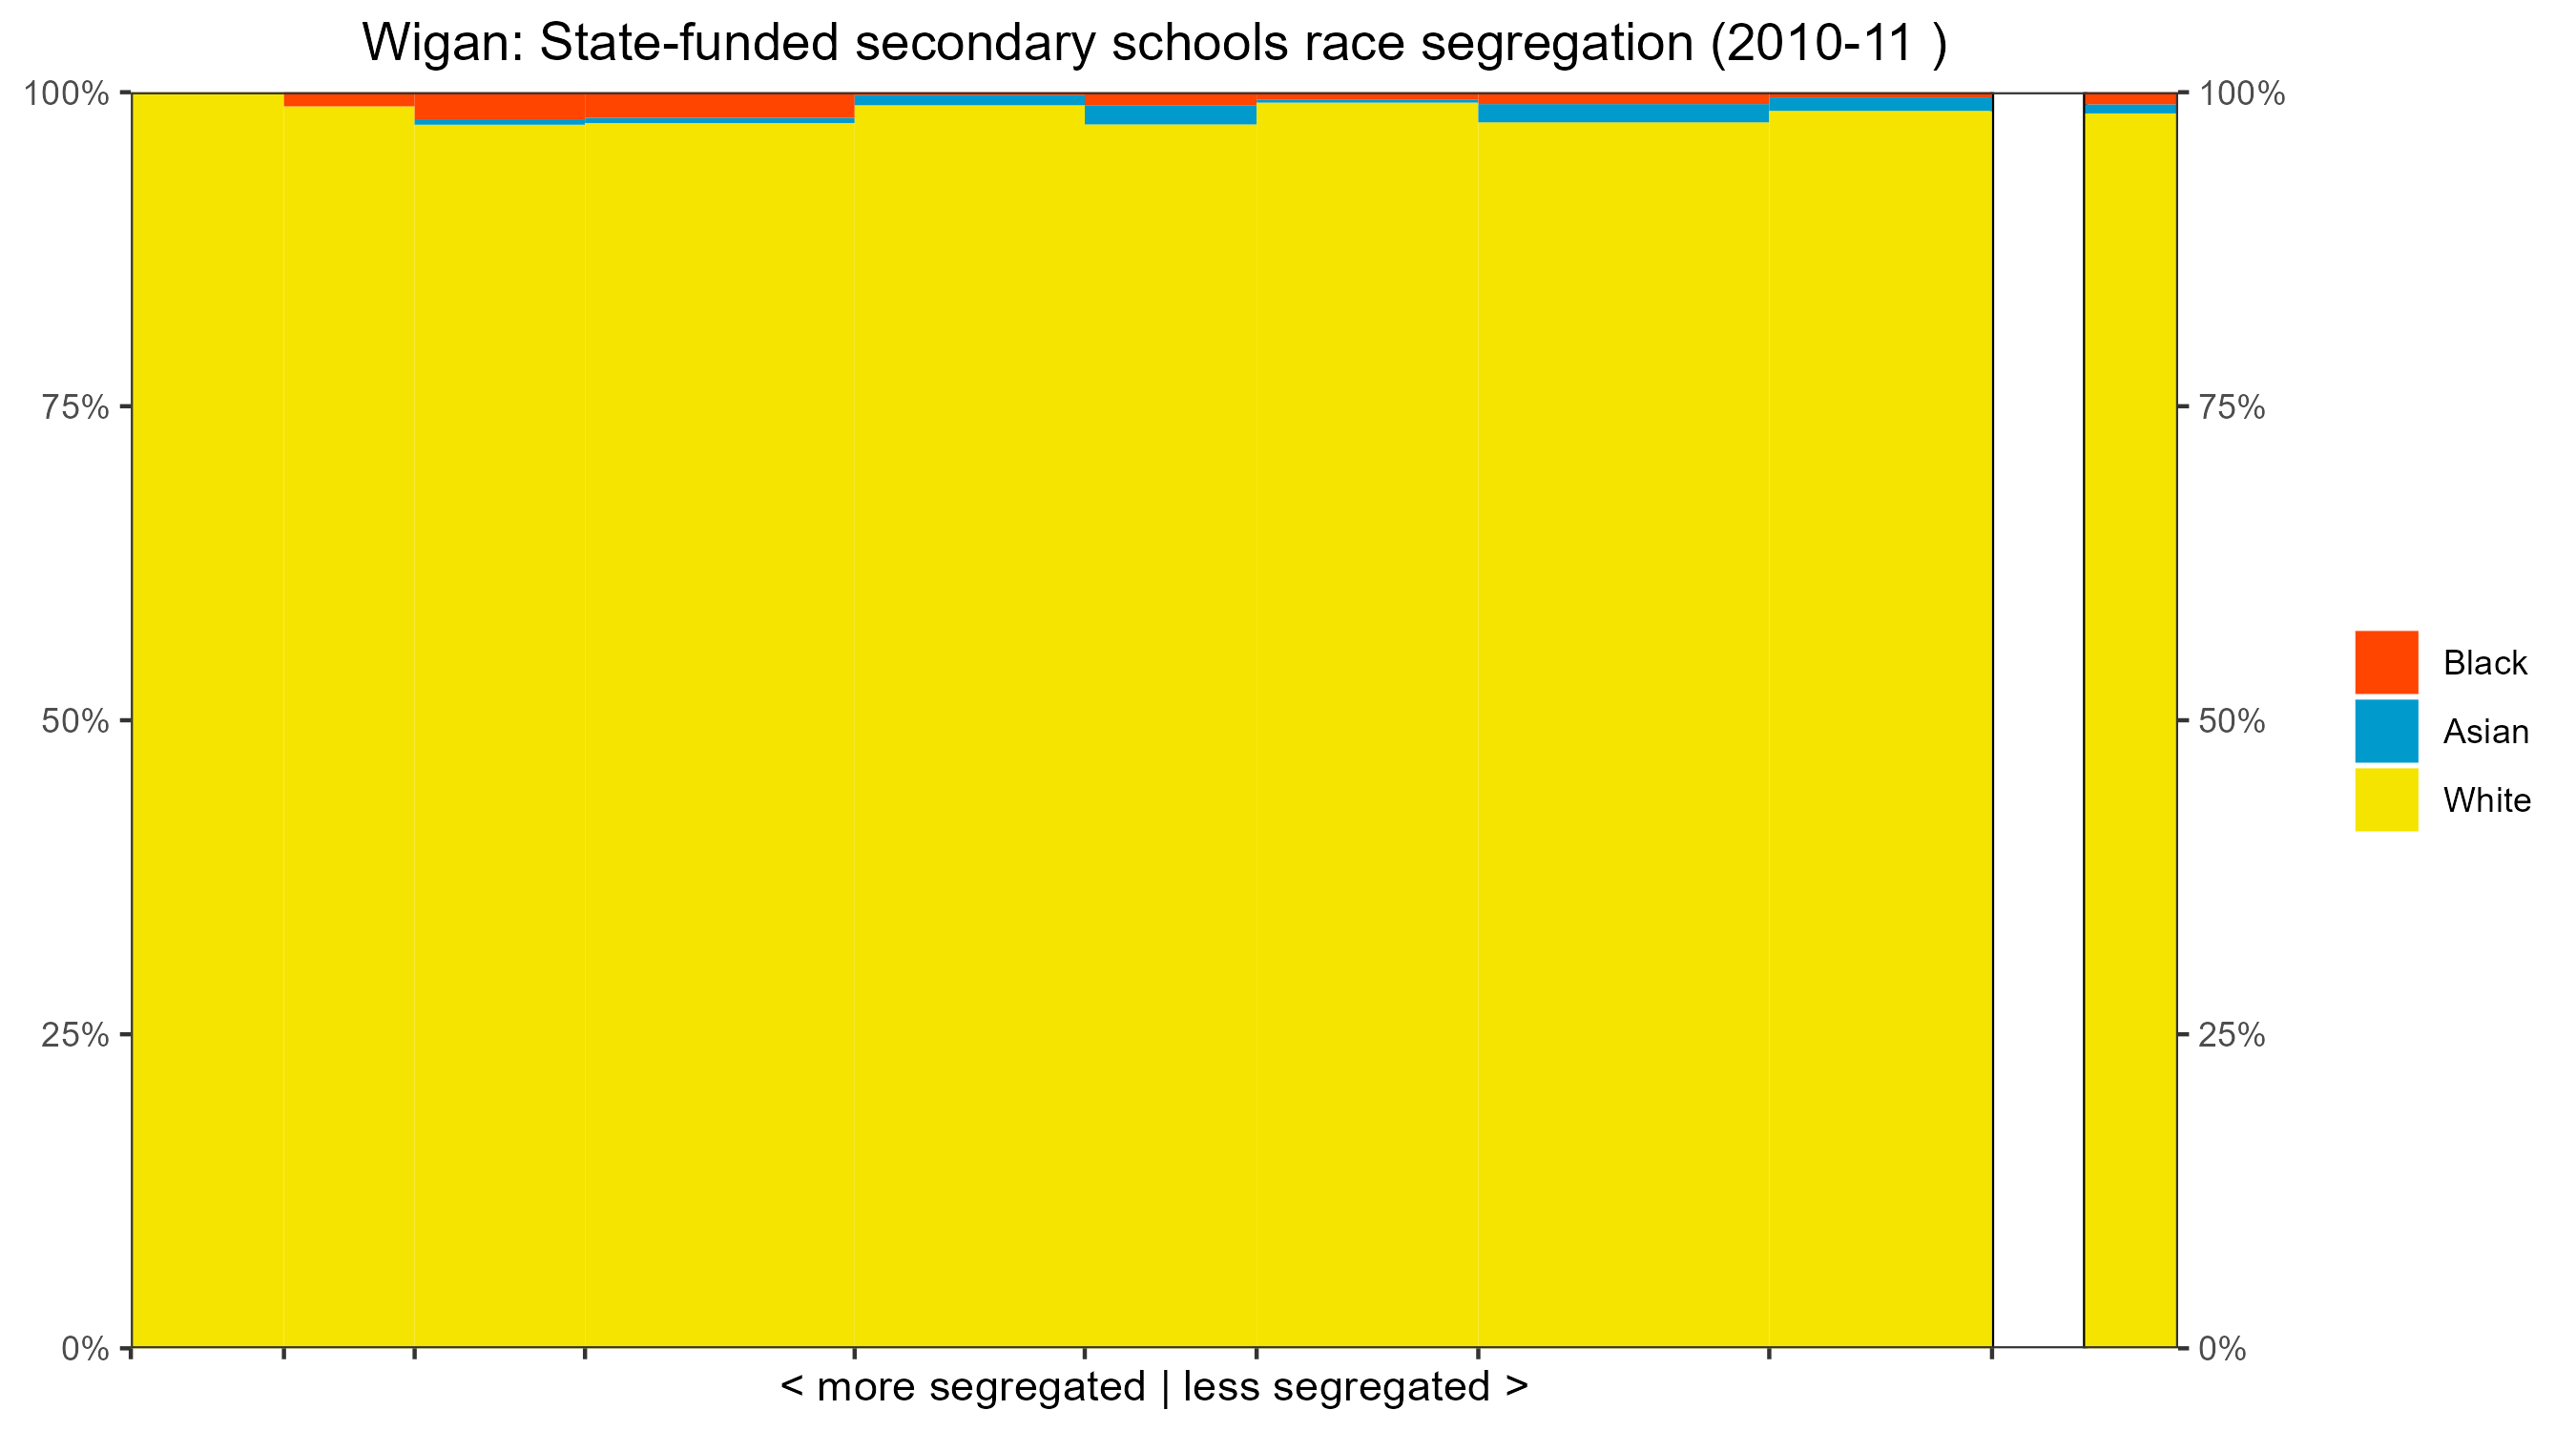 Wigan: State-funded secondary schools race segregation (2010-11 )
100%
75%
50%
25%
0%
100%
75%
50%
25%
0%
Black
Asian
White
< more segregated | less segregated >